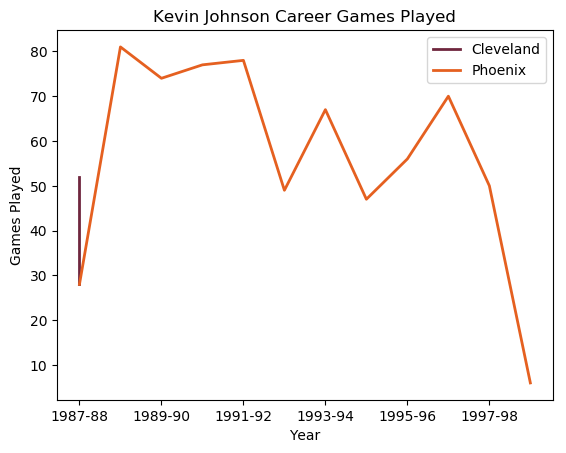 Kevin Johnson Career Games Played
Cleveland
Phoenix
80
70
60
50
40
30
20
10
Games Played
1987-88 1989-90 1991-92 1993-94 1995-96 1997-98
Year